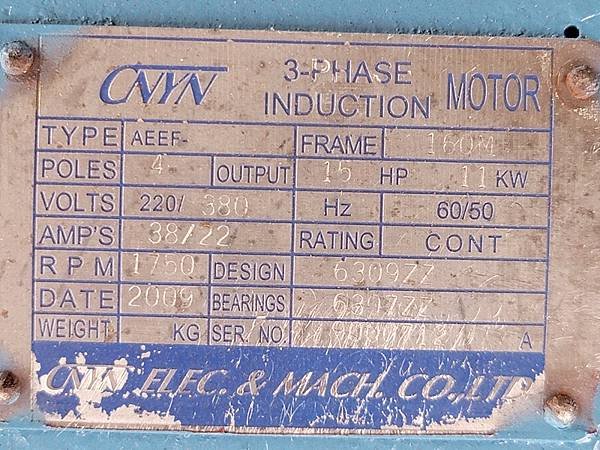 CNYN 3-PHASE INDUCTION MOTOR
TYPE AEEF- FRAME 160M
POLES 4 OUTPUT 15 HP 11 KW
VOLTS 220/ 380 Hz 60/50
AMP'S 38/22 RATING CONT
RPM 1750 DESIGN 6309ZZ
DATE 2009 BEARINGS 6307ZZ
WEIGHT KG SER. NO. A
CNYN ELEC. & MACH. CO., LTD